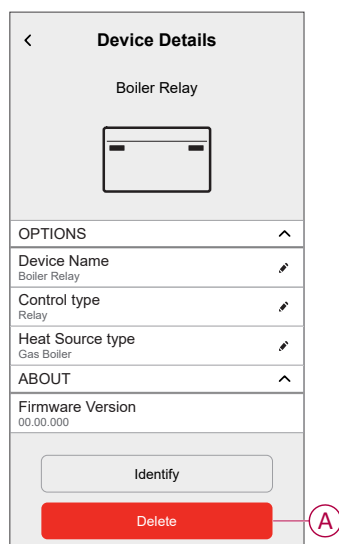 Device Details
Boiler Relay
OPTIONS
Device Name
Boiler Relay
Control type
Relay
Heat Source type
Gas Boiler
ABOUT
Firmware Version
00.00.000
Identify
Delete
A